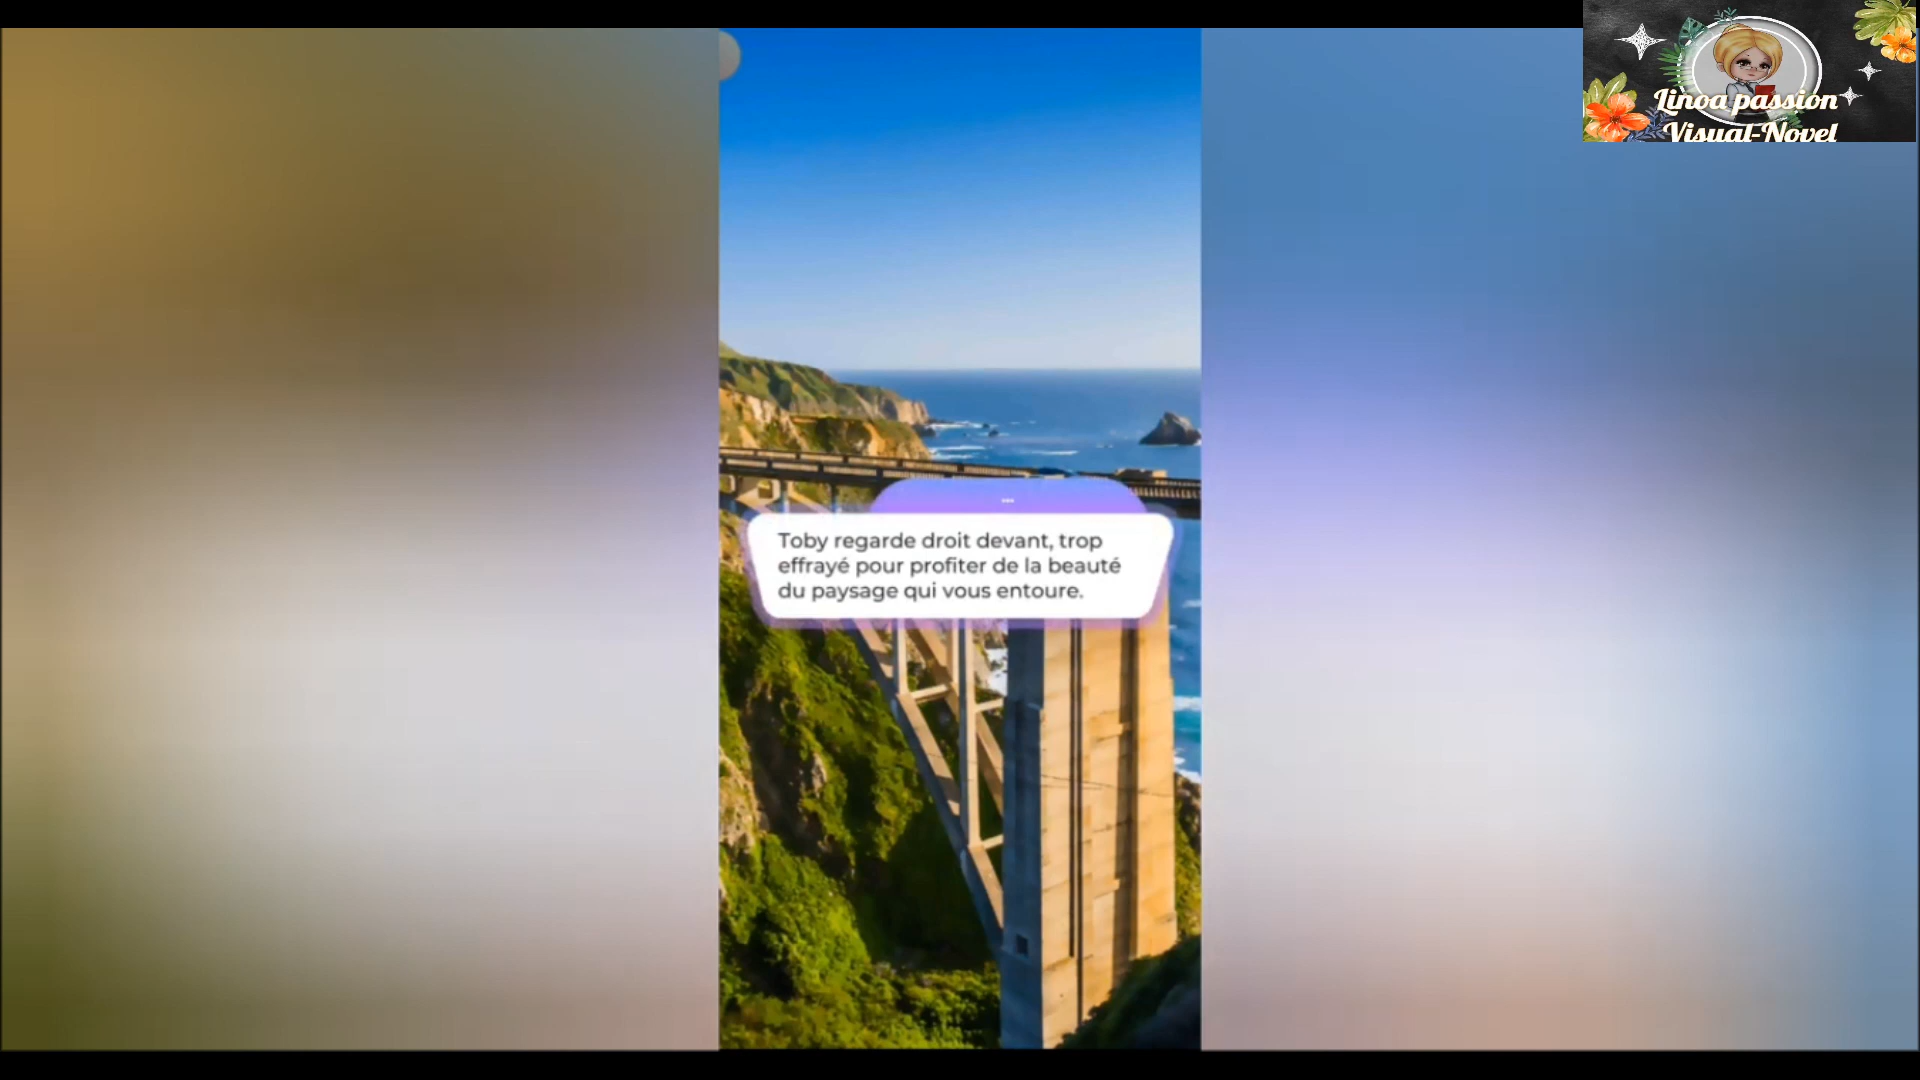 Linoa passion
Visual-Novel
...
Toby regarde droit devant, trop
effrayé pour profiter de la beauté
du paysage qui vous entoure.